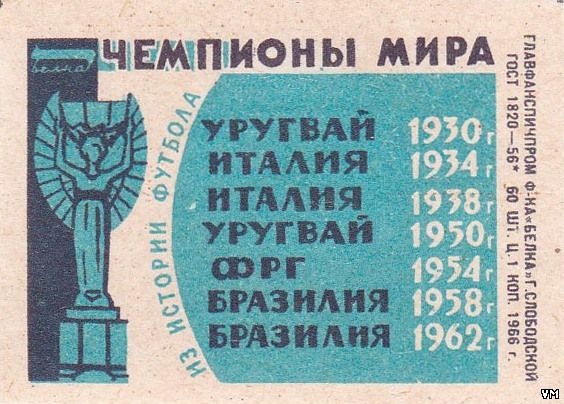 белка
ЧЕМПИОНЫ МИРА
ИЗ ИСТОРИИ ФУТБОЛА
УРУГВАЙ 1930 г
ИТАЛИЯ 1934 г
ИТАЛИЯ 1938 г
УРУГВАЙ 1950 г
ФРГ 1954 г
БРАЗИЛИЯ 1958 г
БРАЗИЛИЯ 1962 г
ГЛАВФАНСПИЧПРОМ Ф-КА «БЕЛКА» Г. СЛОБОДСКОЙ
ГОСТ 1820—56* 60 ШТ. Ц. 1 КОП. 1966 г.
VM